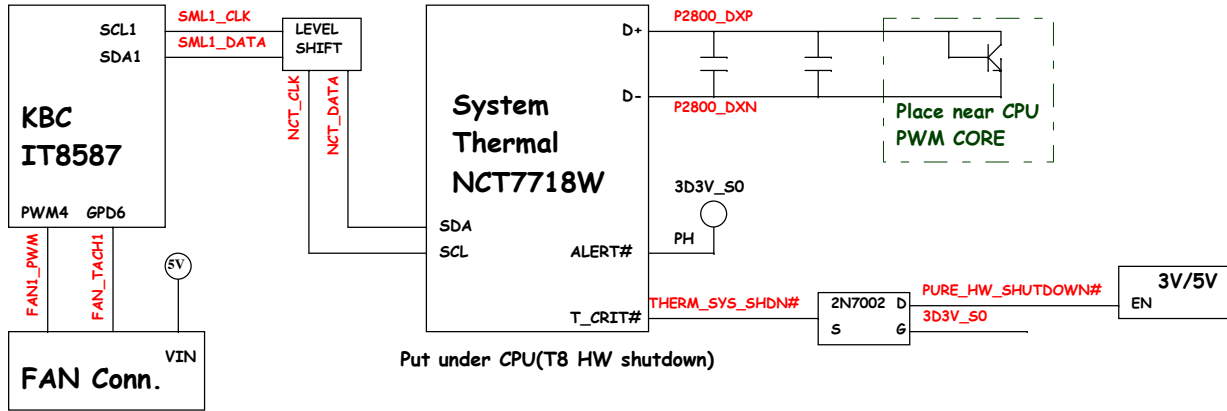 SML1_CLK
SCL1
SML1_DATA
SDA1
LEVEL
SHIFT
KBC
IT8587
NCT_CLK
NCT_DATA
PWM4 GPD6
FAN1_PWM
FAN_TACH1
5V
VIN
FAN Conn.
System
Thermal
NCT7718W
D+
D-
SDA
SCL
ALERT#
T_CRIT#
P2800_DXP
P2800_DXN
Place near CPU
PWM CORE
3D3V_S0
PH
THERM_SYS_SHDN#
2N7002 D
S G
PURE_HW_SHUTDOWN#
3D3V_S0
3V/5V
EN
Put under CPU(T8 HW shutdown)